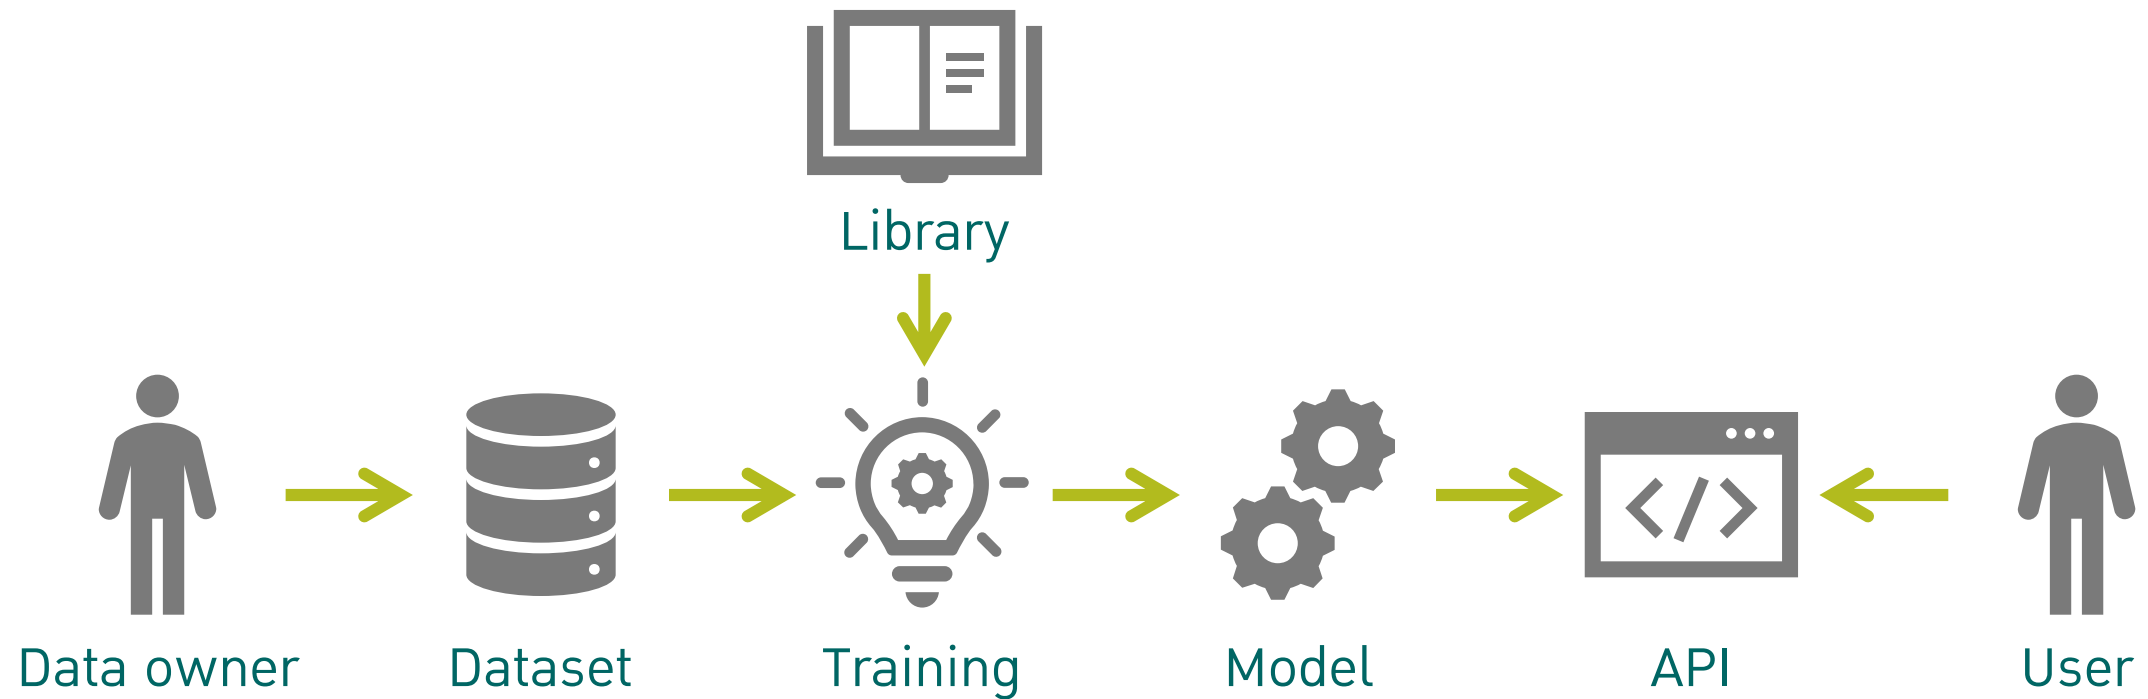 Library
Data owner
Dataset
Training
Model
API
User